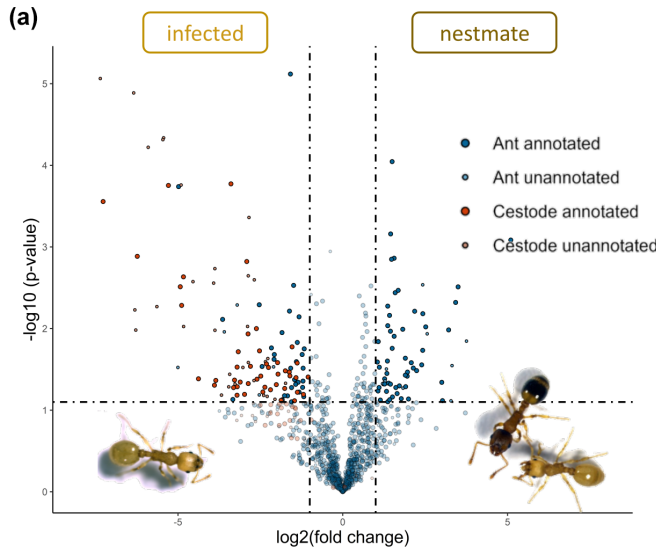 (a)
infected
nestmate
5
4
3
2
1
0
-log10 (p-value)
Ant annotated
Ant unannotated
Cestode annotated
Cestode unannotated
-5
0
5
log2(fold change)